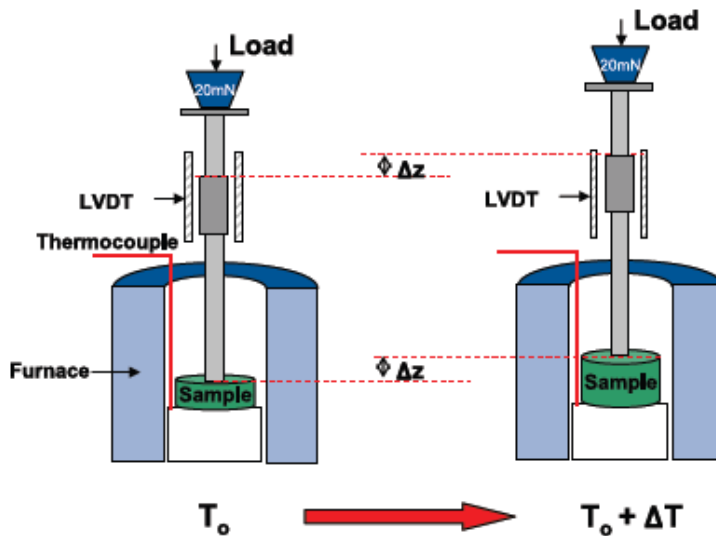 Load
20mN
Δz
LVDT
Thermocouple
Furnace
Sample
Δz
To
Load
20mN
LVDT
Sample
To + ΔT